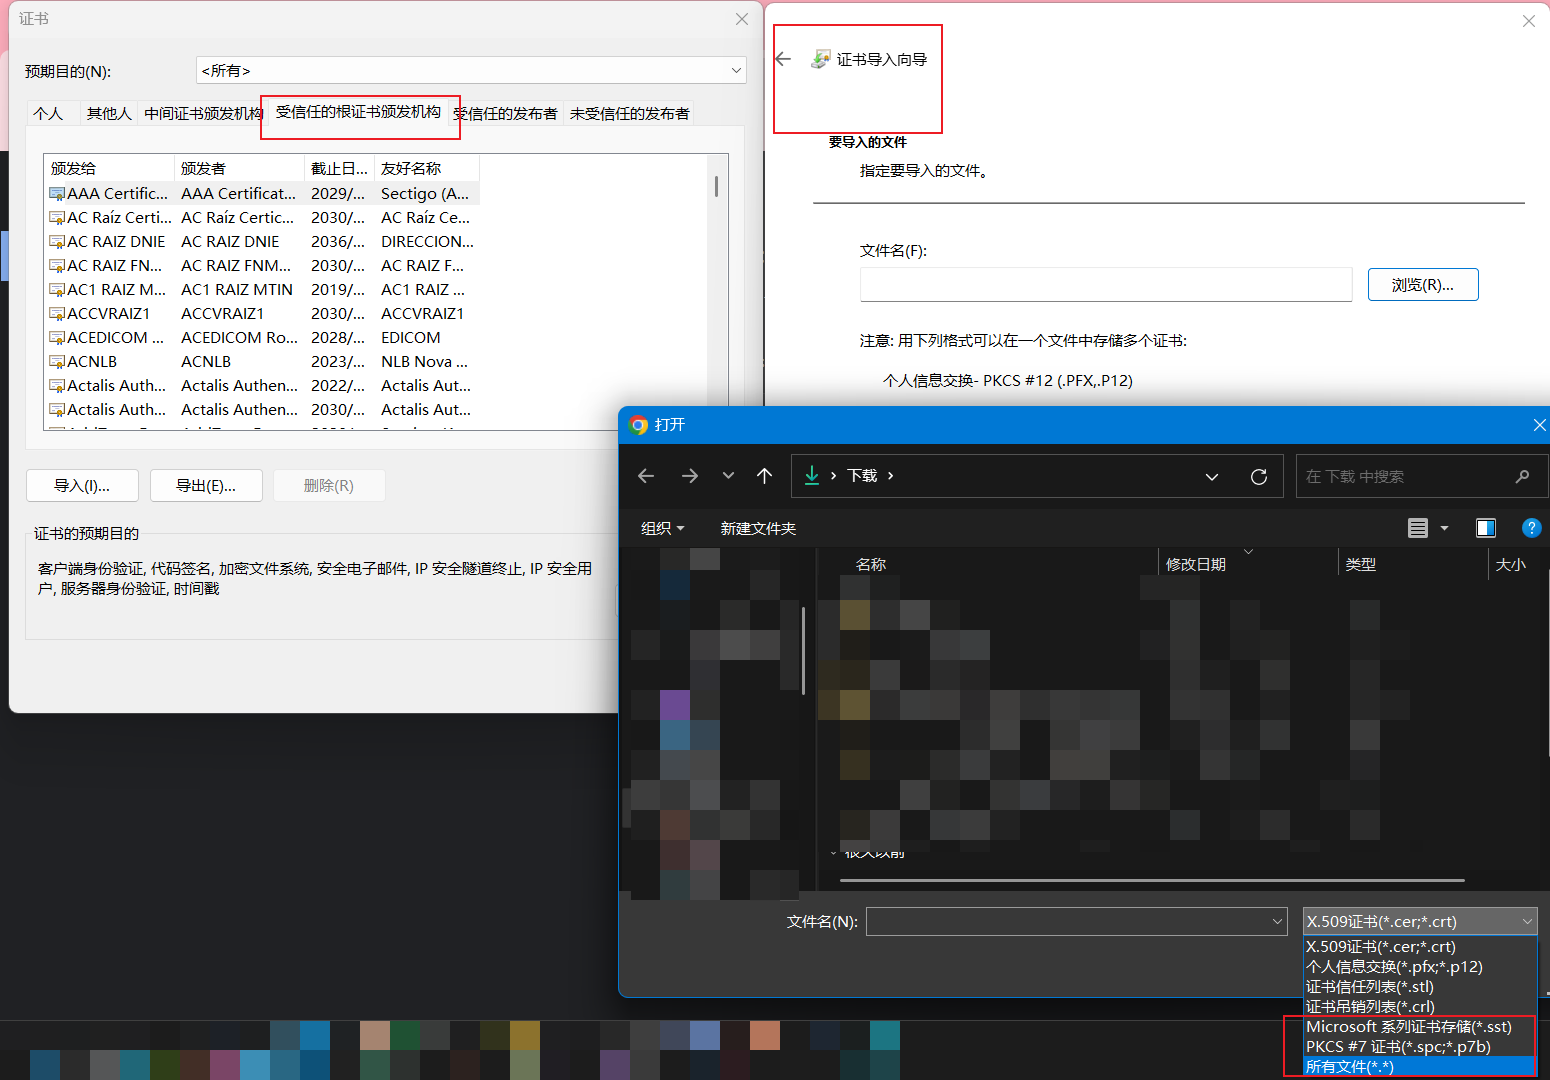 证书
预期目的(N):
<所有>
个人
其他人
中间证书颁发机构
受信任的根证书颁发机构
受信任的发布者
未受信任的发布者
颁发给 颁发者 截止日... 友好名称
AAA Certific... AAA Certificat... 2029/... Sectigo (A...
AC Raíz Certi... AC Raíz Certic... 2030/... AC Raíz Ce...
AC RAIZ DNIE AC RAIZ DNIE 2036/... DIRECCION...
AC RAIZ FN... AC RAIZ FNM... 2030/... AC RAIZ F...
AC1 RAIZ M... AC1 RAIZ MTIN 2019/... AC1 RAIZ ...
ACCVRAIZ1 ACCVRAIZ1 2030/... ACCVRAIZ1
ACEDICOM ... ACEDICOM Ro... 2028/... EDICOM
ACNLB ACNLB 2023/... NLB Nova ...
Actalis Auth... Actalis Authen... 2022/... Actalis Aut...
Actalis Auth... Actalis Authen... 2030/... Actalis Aut...
导入(I)...
导出(E)...
删除(R)
证书的预期目的
客户端身份验证, 代码签名, 加密文件系统, 安全电子邮件, IP 安全隧道终止, IP 安全用
户, 服务器身份验证, 时间戳
证书导入向导
要导入的文件
指定要导入的文件。
文件名(F):
浏览(R)...
注意: 用下列格式可以在一个文件中存储多个证书:
个人信息交换- PKCS #12 (.PFX,.P12)
打开
下载
在 下载 中搜索
组织
新建文件夹
名称 修改日期 类型 大小
很久以前
文件名(N):
X.509证书(*.cer;*.crt)
X.509证书(*.cer;*.crt)
个人信息交换(*.pfx;*.p12)
证书信任列表(*.stl)
证书吊销列表(*.crl)
Microsoft 系列证书存储(*.sst)
PKCS #7 证书(*.spc;*.p7b)
所有文件(*.*)